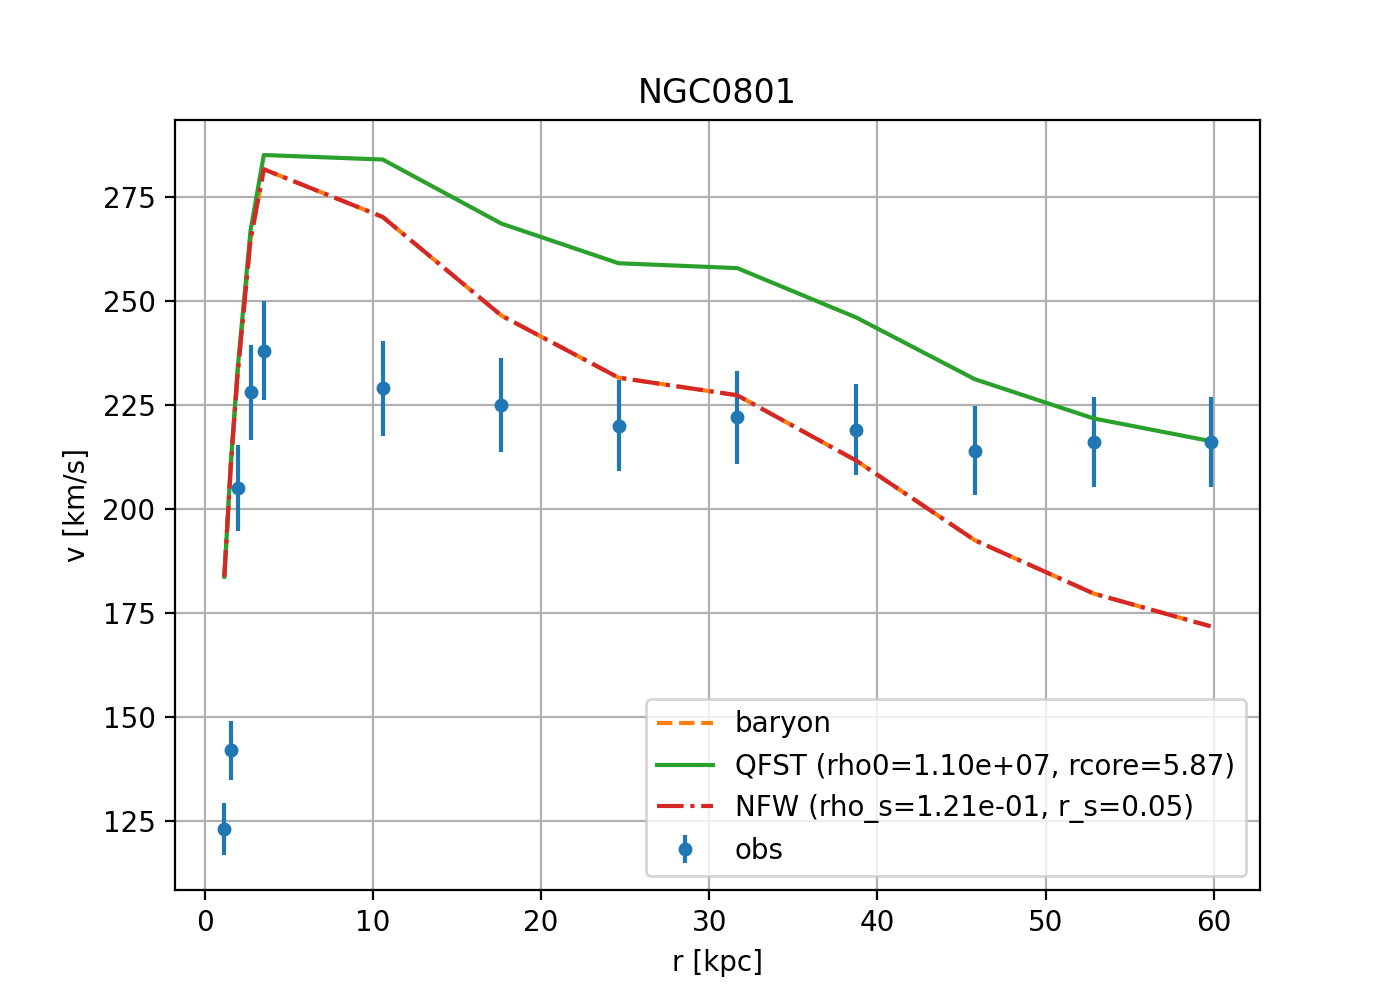 NGC0801
275
250
225
200
175
150
125
v [km/s]
baryon
QFST (rho0=1.10e+07, rcore=5.87)
NFW (rho_s=1.21e-01, r_s=0.05)
obs
0 10 20 30 40 50 60
r [kpc]